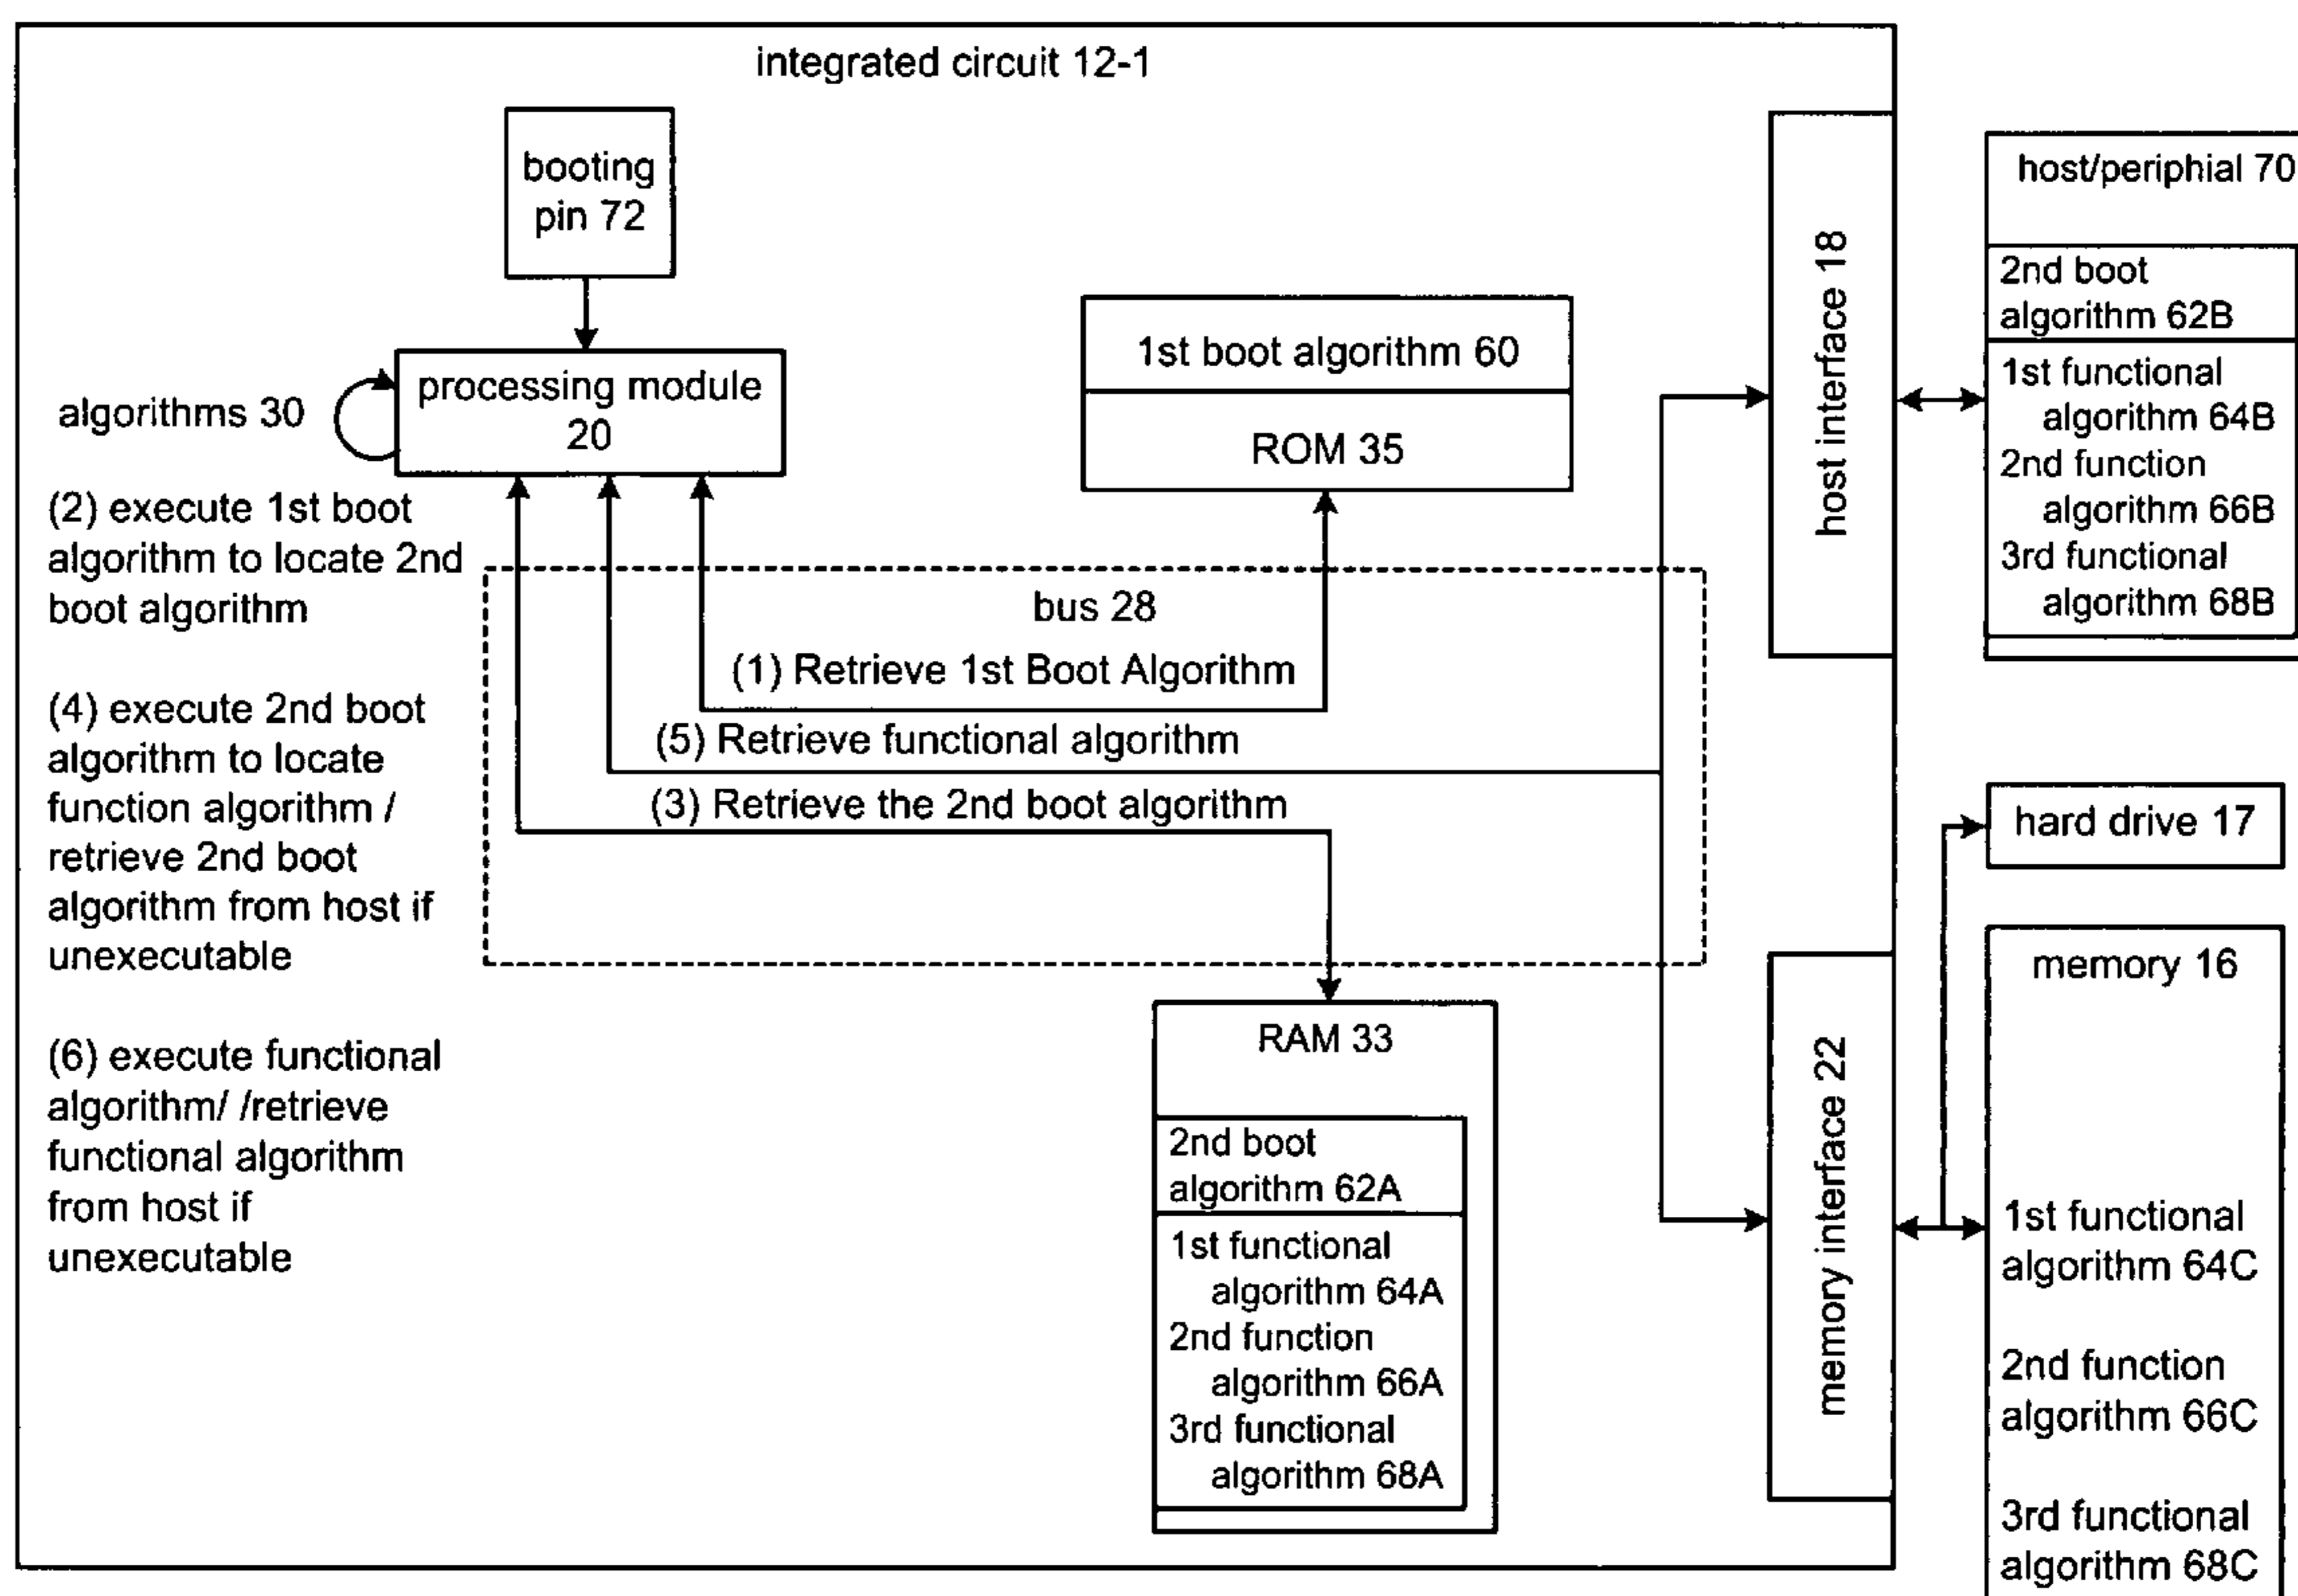 integrated circuit 12-1
booting
pin 72
processing module
20
algorithms 30
(2) execute 1st boot
algorithm to locate 2nd
boot algorithm
(4) execute 2nd boot
algorithm to locate
function algorithm /
retrieve 2nd boot
algorithm from host if
unexecutable
(6) execute functional
algorithm/ /retrieve
functional algorithm
from host if
unexecutable
1st boot algorithm 60
ROM 35
bus 28
(1) Retrieve 1st Boot Algorithm
(5) Retrieve functional algorithm
(3) Retrieve the 2nd boot algorithm
RAM 33
2nd boot
algorithm 62A
1st functional
algorithm 64A
2nd function
algorithm 66A
3rd functional
algorithm 68A
host interface 18
memory interface 22
host/periphial 70
2nd boot
algorithm 62B
1st functional
algorithm 64B
2nd function
algorithm 66B
3rd functional
algorithm 68B
hard drive 17
memory 16
1st functional
algorithm 64C
2nd function
algorithm 66C
3rd functional
algorithm 68C